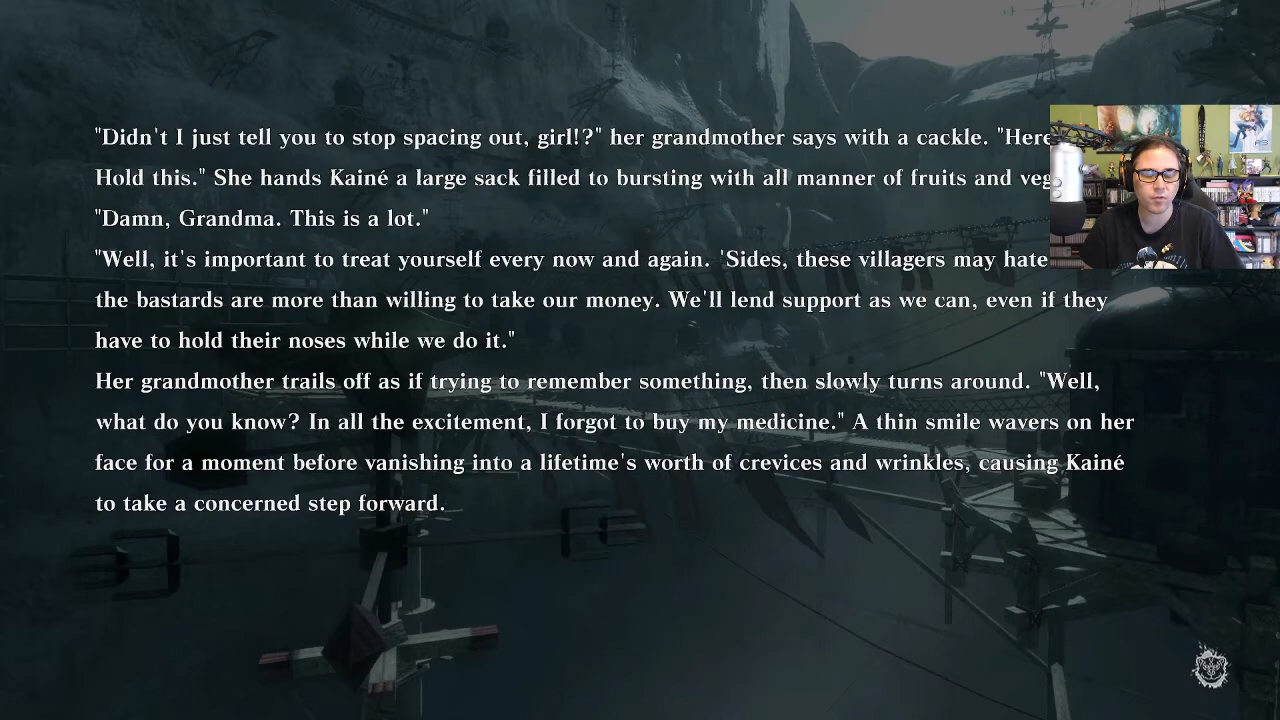 "Didn't I just tell you to stop spacing out, girl!?" her grandmother says with a cackle. "Here
Hold this." She hands Kainé a large sack filled to bursting with all manner of fruits and veg
"Damn, Grandma. This is a lot."
"Well, it's important to treat yourself every now and again. 'Sides, these villagers may hate
the bastards are more than willing to take our money. We'll lend support as we can, even if they
have to hold their noses while we do it."
Her grandmother trails off as if trying to remember something, then slowly turns around. "Well,
what do you know? In all the excitement, I forgot to buy my medicine." A thin smile wavers on her
face for a moment before vanishing into a lifetime's worth of crevices and wrinkles, causing Kainé
to take a concerned step forward.